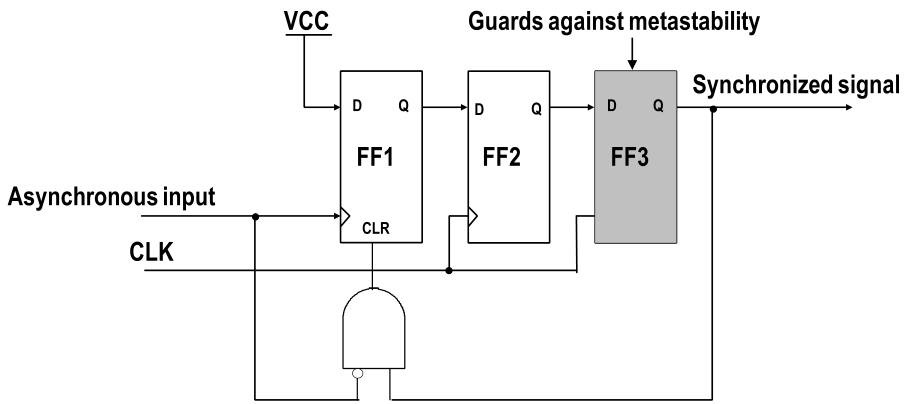 VCC
Guards against metastability
Synchronized signal
D Q
D Q
D Q
FF1
FF2
FF3
Asynchronous input
CLR
CLK